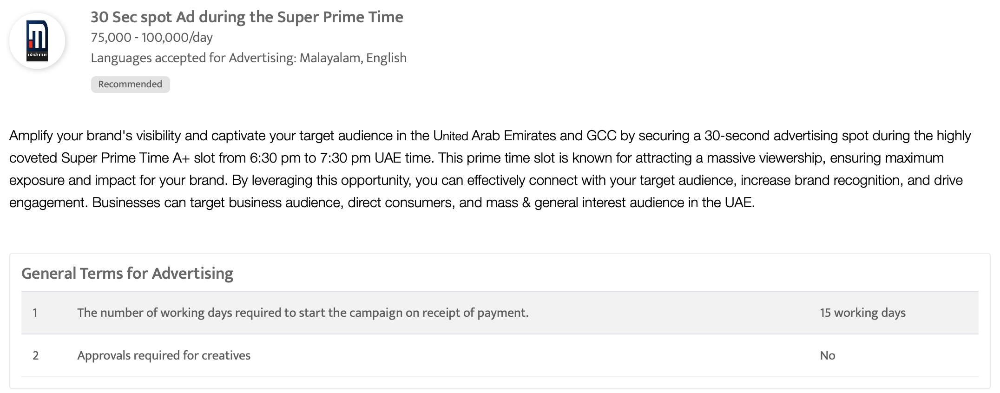 30 Sec spot Ad during the Super Prime Time
75,000 - 100,000/day
Languages accepted for Advertising: Malayalam, English
Recommended
Amplify your brand's visibility and captivate your target audience in the United Arab Emirates and GCC by securing a 30-second advertising spot during the highly
coveted Super Prime Time A+ slot from 6:30 pm to 7:30 pm UAE time. This prime time slot is known for attracting a massive viewership, ensuring maximum
exposure and impact for your brand. By leveraging this opportunity, you can effectively connect with your target audience, increase brand recognition, and drive
engagement. Businesses can target business audience, direct consumers, and mass & general interest audience in the UAE.
General Terms for Advertising
1 The number of working days required to start the campaign on receipt of payment. 15 working days
2 Approvals required for creatives No